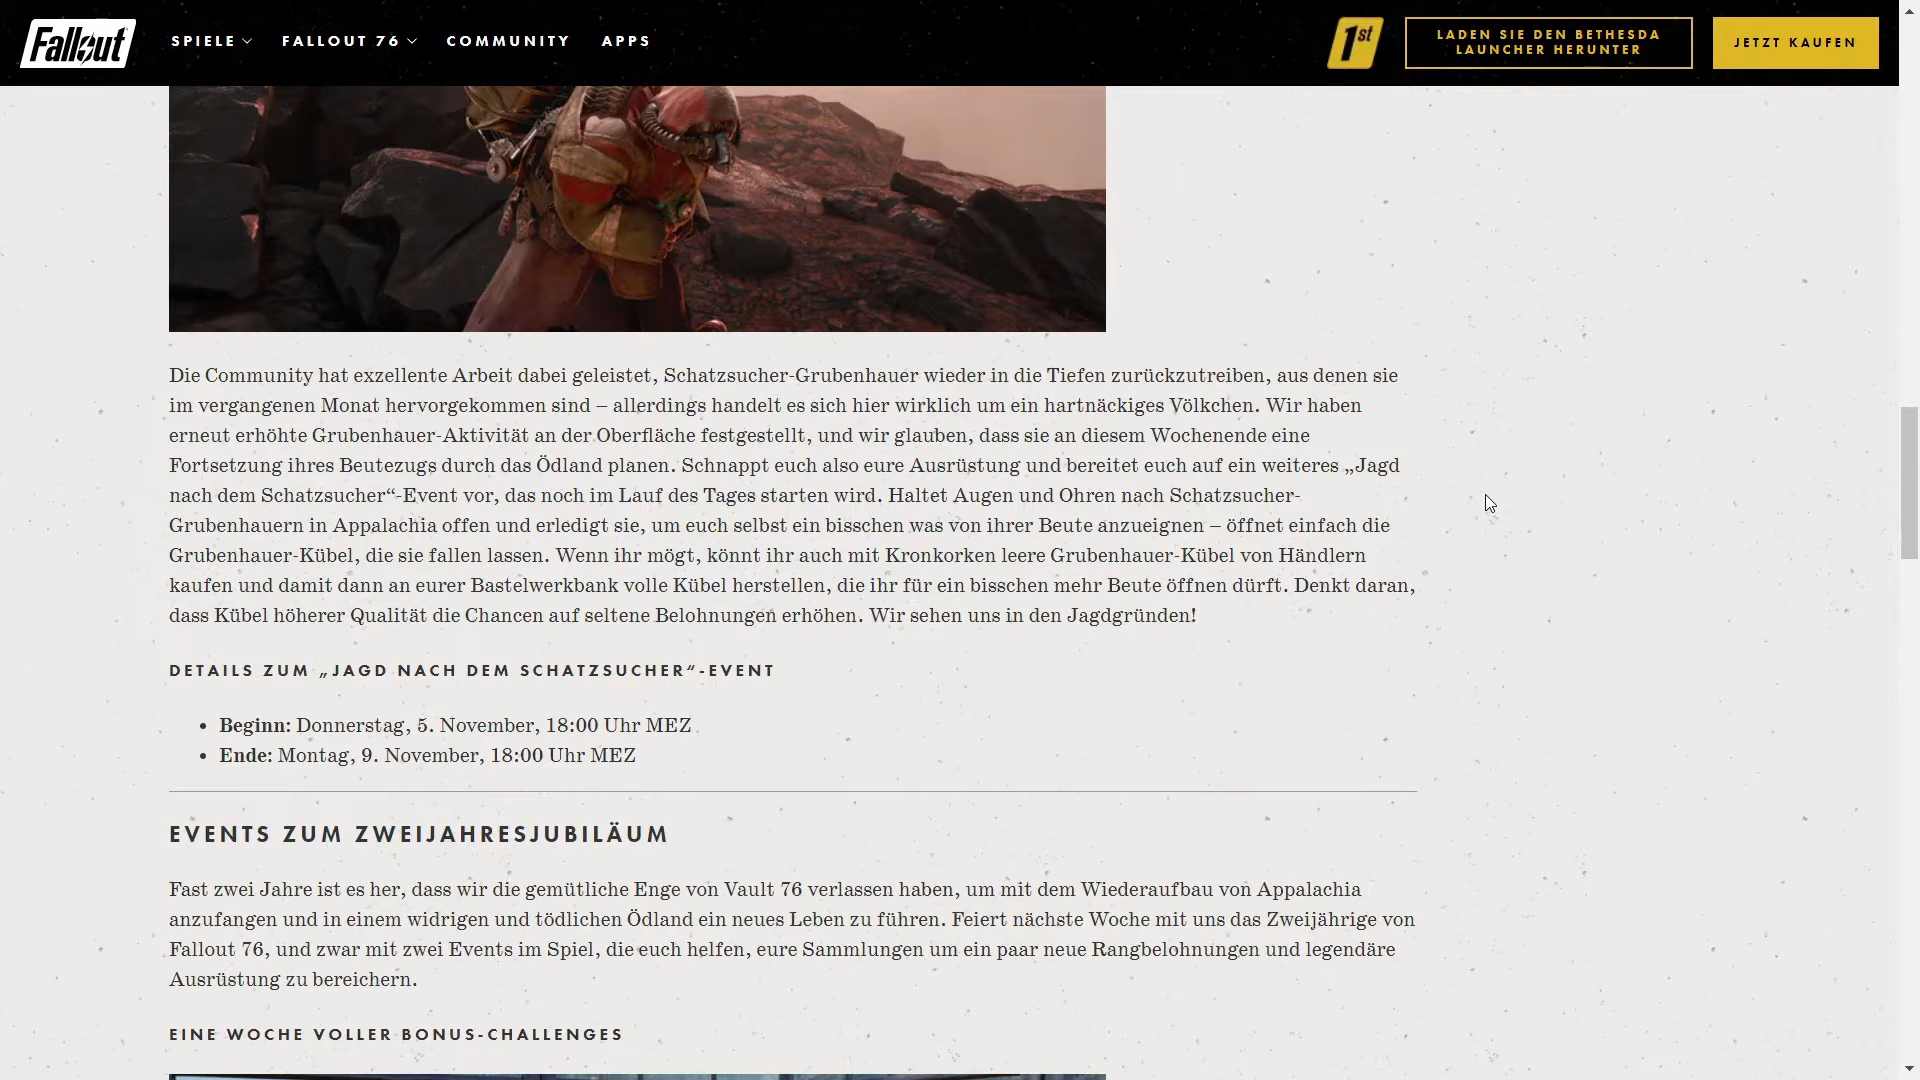 Fallout
SPIELE
FALLOUT 76
COMMUNITY
APPS
1st
LADEN SIE DEN BETHESDA
LAUNCHER HERUNTER
JETZT KAUFEN
Die Community hat exzellente Arbeit dabei geleistet, Schatzsucher-Grubenhauer wieder in die Tiefen zurückzutreiben, aus denen sie
im vergangenen Monat hervorgekommen sind – allerdings handelt es sich hier wirklich um ein hartnäckiges Völkchen. Wir haben
erneut erhöhte Grubenhauer-Aktivität an der Oberfläche festgestellt, und wir glauben, dass sie an diesem Wochenende eine
Fortsetzung ihres Beutezugs durch das Ödland planen. Schnappt euch also eure Ausrüstung und bereitet euch auf ein weiteres „Jagd
nach dem Schatzsucher“-Event vor, das noch im Lauf des Tages starten wird. Haltet Augen und Ohren nach Schatzsucher-
Grubenhauern in Appalachia offen und erledigt sie, um euch selbst ein bisschen was von ihrer Beute anzueignen – öffnet einfach die
Grubenhauer-Kübel, die sie fallen lassen. Wenn ihr mögt, könnt ihr auch mit Kronkorken leere Grubenhauer-Kübel von Händlern
kaufen und damit dann an eurer Bastelwerkbank volle Kübel herstellen, die ihr für ein bisschen mehr Beute öffnen dürft. Denkt daran,
dass Kübel höherer Qualität die Chancen auf seltene Belohnungen erhöhen. Wir sehen uns in den Jagdgründen!
DETAILS ZUM „JAGD NACH DEM SCHATZSUCHER“-EVENT
• Beginn: Donnerstag, 5. November, 18:00 Uhr MEZ
• Ende: Montag, 9. November, 18:00 Uhr MEZ
EVENTS ZUM ZWEIJAHRESJUBILÄUM
Fast zwei Jahre ist es her, dass wir die gemütliche Enge von Vault 76 verlassen haben, um mit dem Wiederaufbau von Appalachia
anzufangen und in einem widrigen und tödlichen Ödland ein neues Leben zu führen. Feiert nächste Woche mit uns das Zweijährige von
Fallout 76, und zwar mit zwei Events im Spiel, die euch helfen, eure Sammlungen um ein paar neue Rangbelohnungen und legendäre
Ausrüstung zu bereichern.
EINE WOCHE VOLLER BONUS-CHALLENGES